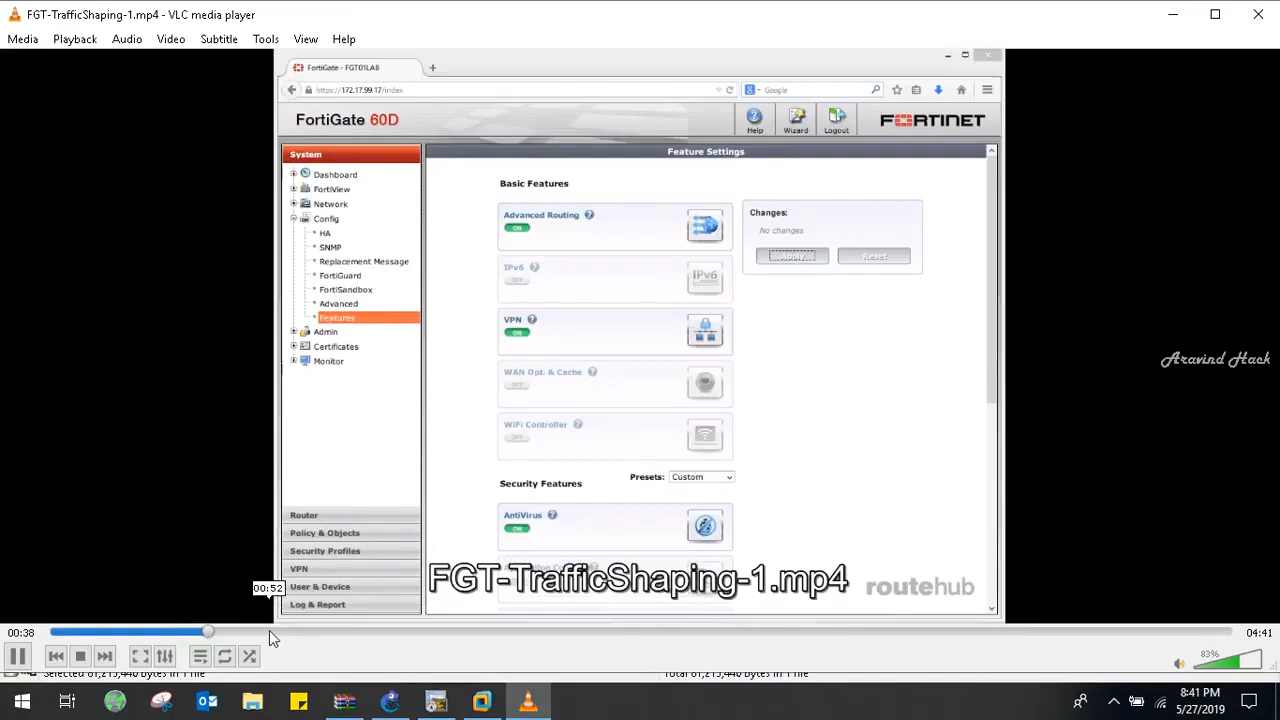 FGT-TrafficShaping-1.mp4 - VLC media player
Media Playback Audio Video Subtitle Tools View Help
FortiGate - FGT01LAB
https://172.17.99.17/index
Google
FortiGate 60D
Help Wizard Logout
FORTINET
System
Feature Settings
Dashboard
FortiView
Network
Config
HA
SNMP
Replacement Message
FortiGuard
FortiSandbox
Advanced
Features
Admin
Certificates
Monitor
Router
Policy & Objects
Security Profiles
VPN
User & Device
Log & Report
Basic Features
Advanced Routing
ON
IPv6
OFF
IPv6
VPN
ON
WAN Opt. & Cache
OFF
WiFi Controller
OFF
Changes:
No changes
Apply Reset
Security Features
Presets: Custom
AntiVirus
ON
FGT-TrafficShaping-1.mp4
routehub
Aravind Hack
00:52
00:38
04:41
83%
8:41 PM
5/27/2019